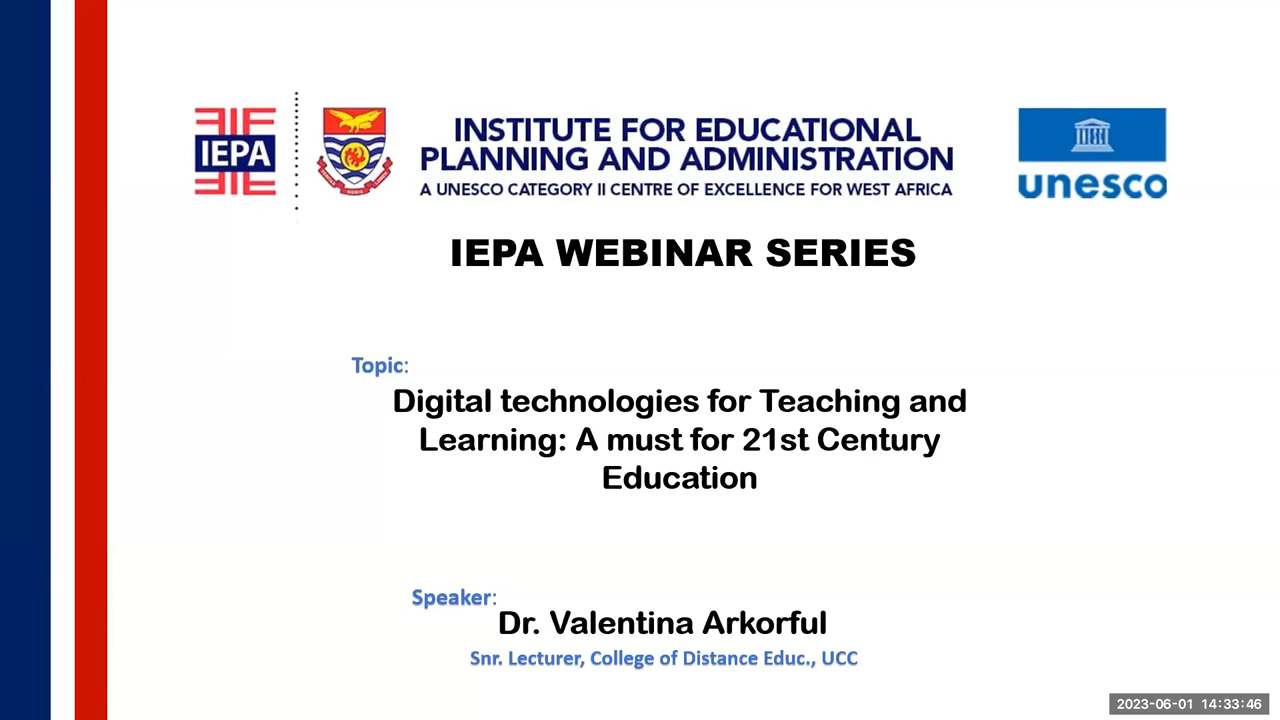 IEPA
INSTITUTE FOR EDUCATIONAL
PLANNING AND ADMINISTRATION
A UNESCO CATEGORY II CENTRE OF EXCELLENCE FOR WEST AFRICA
unesco
IEPA WEBINAR SERIES
Topic:
Digital technologies for Teaching and
Learning: A must for 21st Century
Education
Speaker:
Dr. Valentina Arkorful
Snr. Lecturer, College of Distance Educ., UCC
2023-06-01 14:33:46